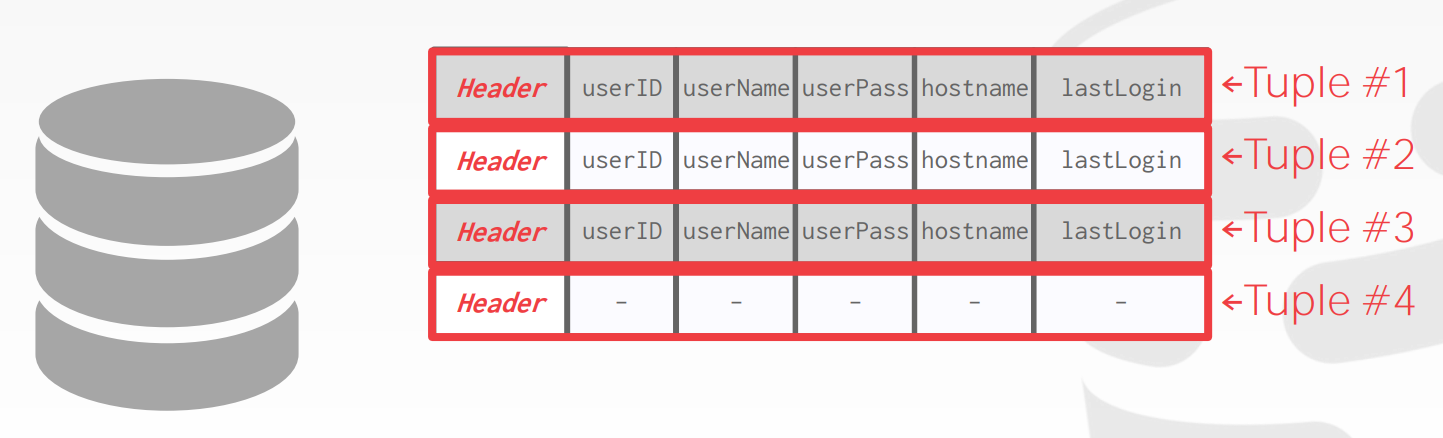 Header userID userName userPass hostname lastLogin ←Tuple #1
Header userID userName userPass hostname lastLogin ←Tuple #2
Header userID userName userPass hostname lastLogin ←Tuple #3
Header - - - - - ←Tuple #4